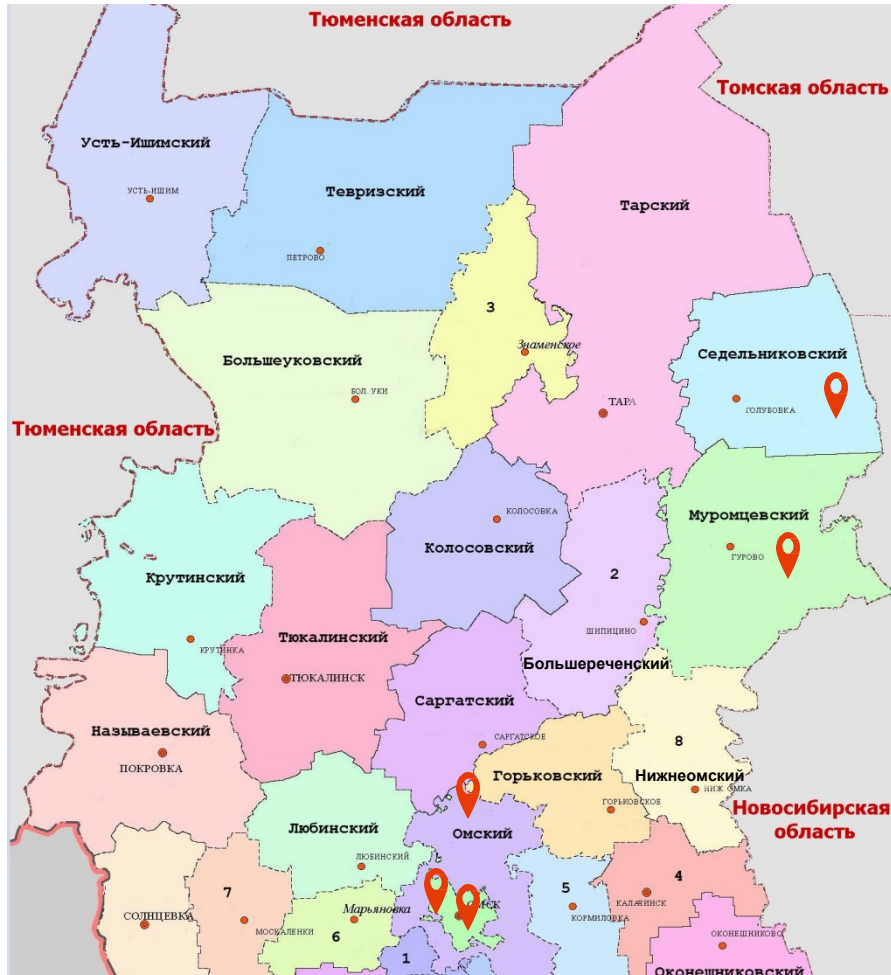 Тюменская область
Томская область
Усть-Ишимский
УСТЬ-ИШИМ
Тевризский
ПЕТРОВО
Тарский
3
Знаменское
Седельниковский
ГОЛУБОВКА
Большеуковский
БОЛ. УКИ
ТАРА
Тюменская область
Муромцевский
ГУРОВО
КОЛОСОВКА
Колосовский
2
Крутинский
КРУТИНКА
Тюкалинский
ТЮКАЛИНСК
ШИПИЦИНО
Большереченский
Саргатский
САРГАТСКОЕ
Называевский
ПОКРОВКА
8
Нижнеомский
НИЖ. ОМКА
Горьковский
ГОРЬКОВСКОЕ
Новосибирская
область
Любинский
ЛЮБИНСКИЙ
Омский
ОМСК
4
КАЛАЧИНСК
5
КОРМИЛОВКА
7
МОСКАЛЕНКИ
СОЛНЦЕВКА
Марьяновка
6
1
ОКОНЕШНИКОВО
Оконешниковский